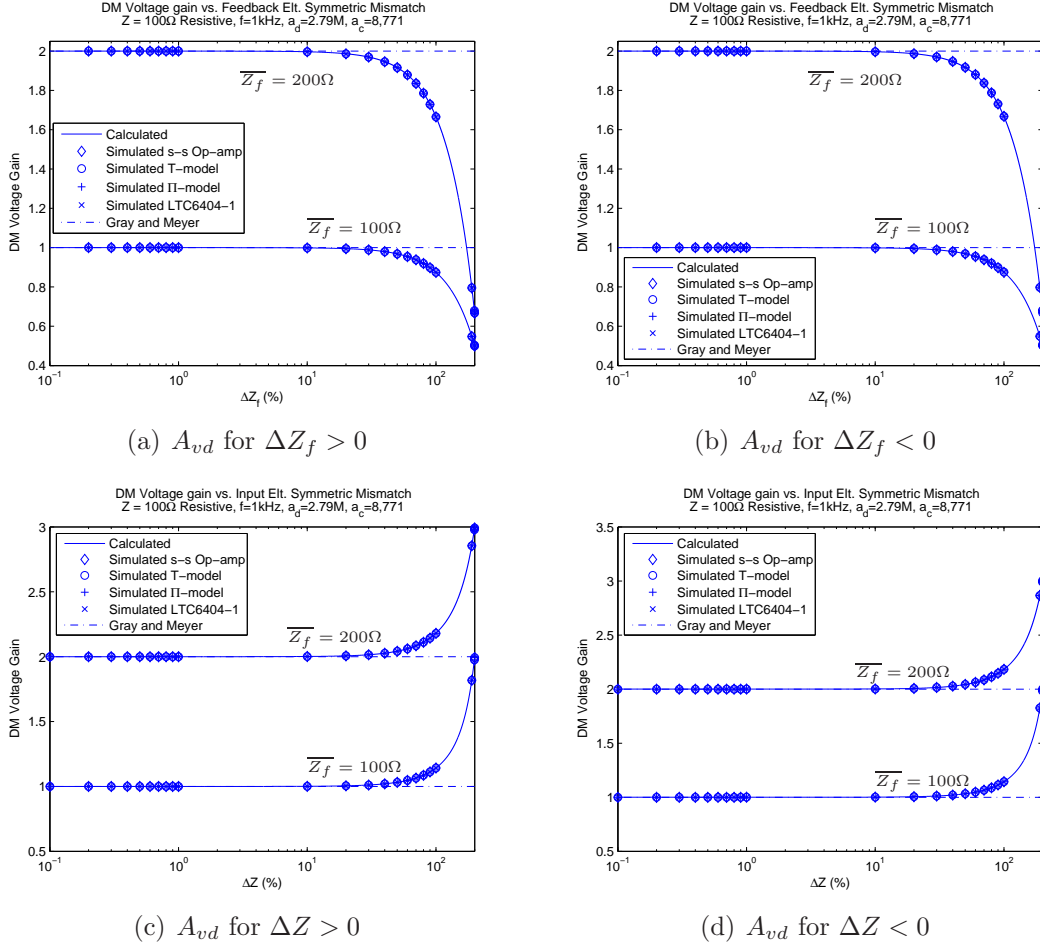 DM Voltage gain vs. Feedback Elt. Symmetric Mismatch
Z = 100Ω Resistive, f=1kHz, a_d=2.79M, a_c=8,771
DM Voltage Gain
2
1.8
1.6
1.4
1.2
1
0.8
0.6
0.4
Z̅_f = 200Ω
Calculated
Simulated s−s Op−amp
Simulated T−model
Simulated Π−model
Simulated LTC6404−1
Gray and Meyer
Z̅_f = 100Ω
10^−1
10^0
10^1
10^2
ΔZ_f (%)
(a) A_vd for ΔZ_f > 0
DM Voltage gain vs. Feedback Elt. Symmetric Mismatch
Z = 100Ω Resistive, f=1kHz, a_d=2.79M, a_c=8,771
DM Voltage Gain
2
1.8
1.6
1.4
1.2
1
0.8
0.6
0.4
Z̅_f = 200Ω
Z̅_f = 100Ω
Calculated
Simulated s−s Op−amp
Simulated T−model
Simulated Π−model
Simulated LTC6404−1
Gray and Meyer
10^−1
10^0
10^1
10^2
ΔZ_f (%)
(b) A_vd for ΔZ_f < 0
DM Voltage gain vs. Input Elt. Symmetric Mismatch
Z = 100Ω Resistive, f=1kHz, a_d=2.79M, a_c=8,771
DM Voltage Gain
3
2.5
2
1.5
1
0.5
Calculated
Simulated s−s Op−amp
Simulated T−model
Simulated Π−model
Simulated LTC6404−1
Gray and Meyer
Z̅_f = 200Ω
Z̅_f = 100Ω
10^−1
10^0
10^1
10^2
ΔZ (%)
(c) A_vd for ΔZ > 0
DM Voltage gain vs. Input Elt. Symmetric Mismatch
Z = 100Ω Resistive, f=1kHz, a_d=2.79M, a_c=8,771
DM Voltage Gain
3.5
3
2.5
2
1.5
1
0.5
Calculated
Simulated s−s Op−amp
Simulated T−model
Simulated Π−model
Simulated LTC6404−1
Gray and Meyer
Z̅_f = 200Ω
Z̅_f = 100Ω
10^−1
10^0
10^1
10^2
ΔZ (%)
(d) A_vd for ΔZ < 0